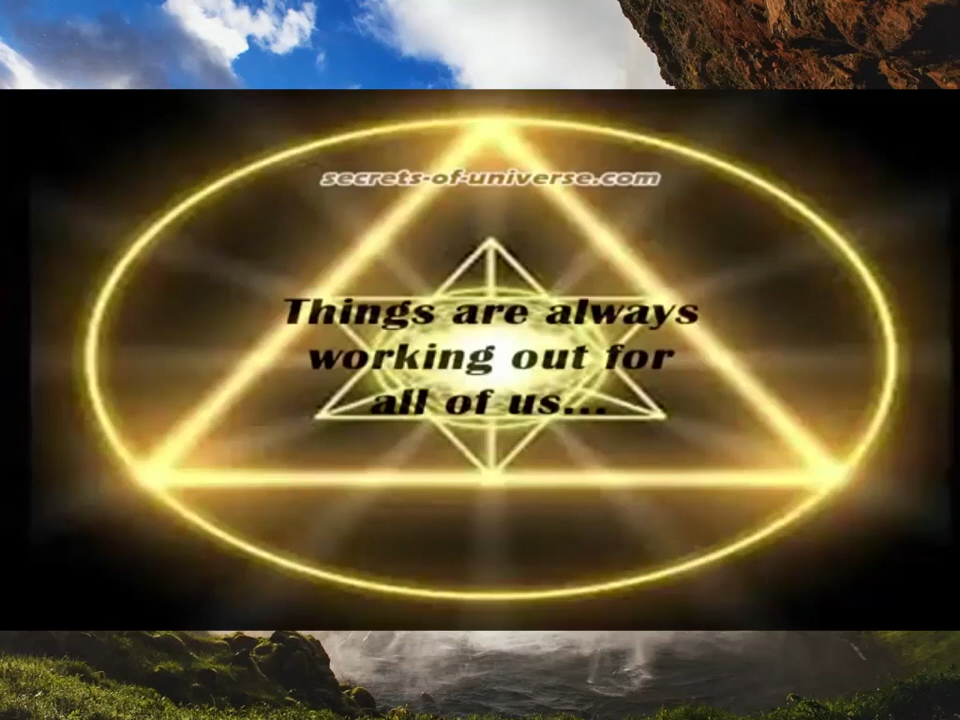 secrets-of-universe.com
Things are always
working out for
all of us...